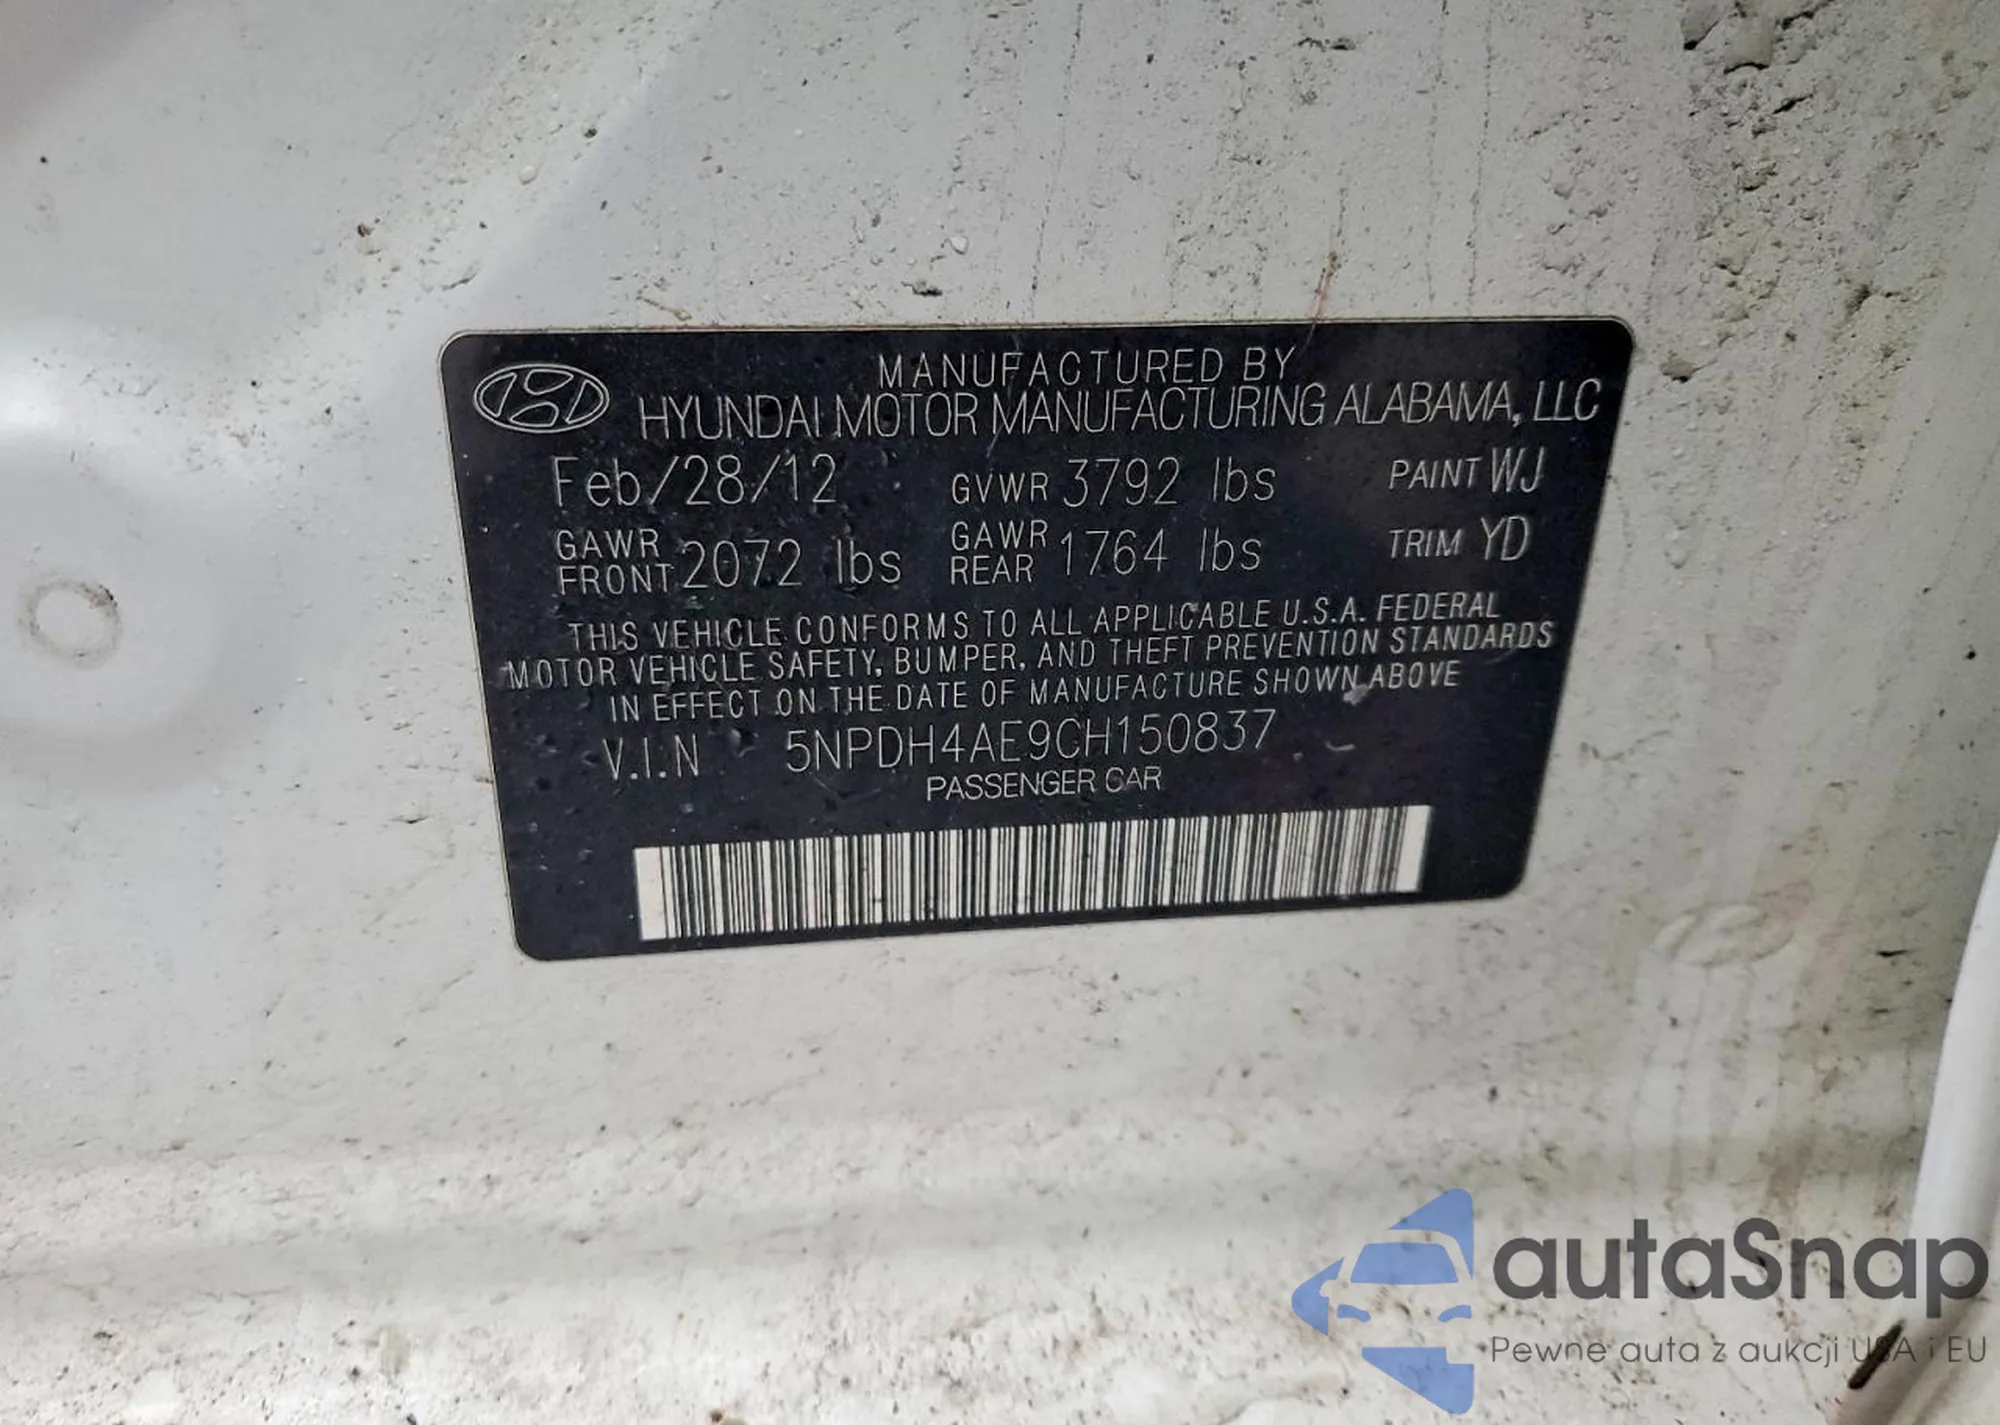 MANUFACTURED BY
HYUNDAI MOTOR MANUFACTURING ALABAMA, LLC
Feb/28/12 GVWR 3792 lbs PAINT WJ
GAWR FRONT 2072 lbs GAWR REAR 1764 lbs TRIM YD
THIS VEHICLE CONFORMS TO ALL APPLICABLE U.S.A. FEDERAL
MOTOR VEHICLE SAFETY, BUMPER, AND THEFT PREVENTION STANDARDS
IN EFFECT ON THE DATE OF MANUFACTURE SHOWN ABOVE
V.I.N 5NPDH4AE9CH150837
PASSENGER CAR
autaSnap
Pewne auta z aukcji USA i EU